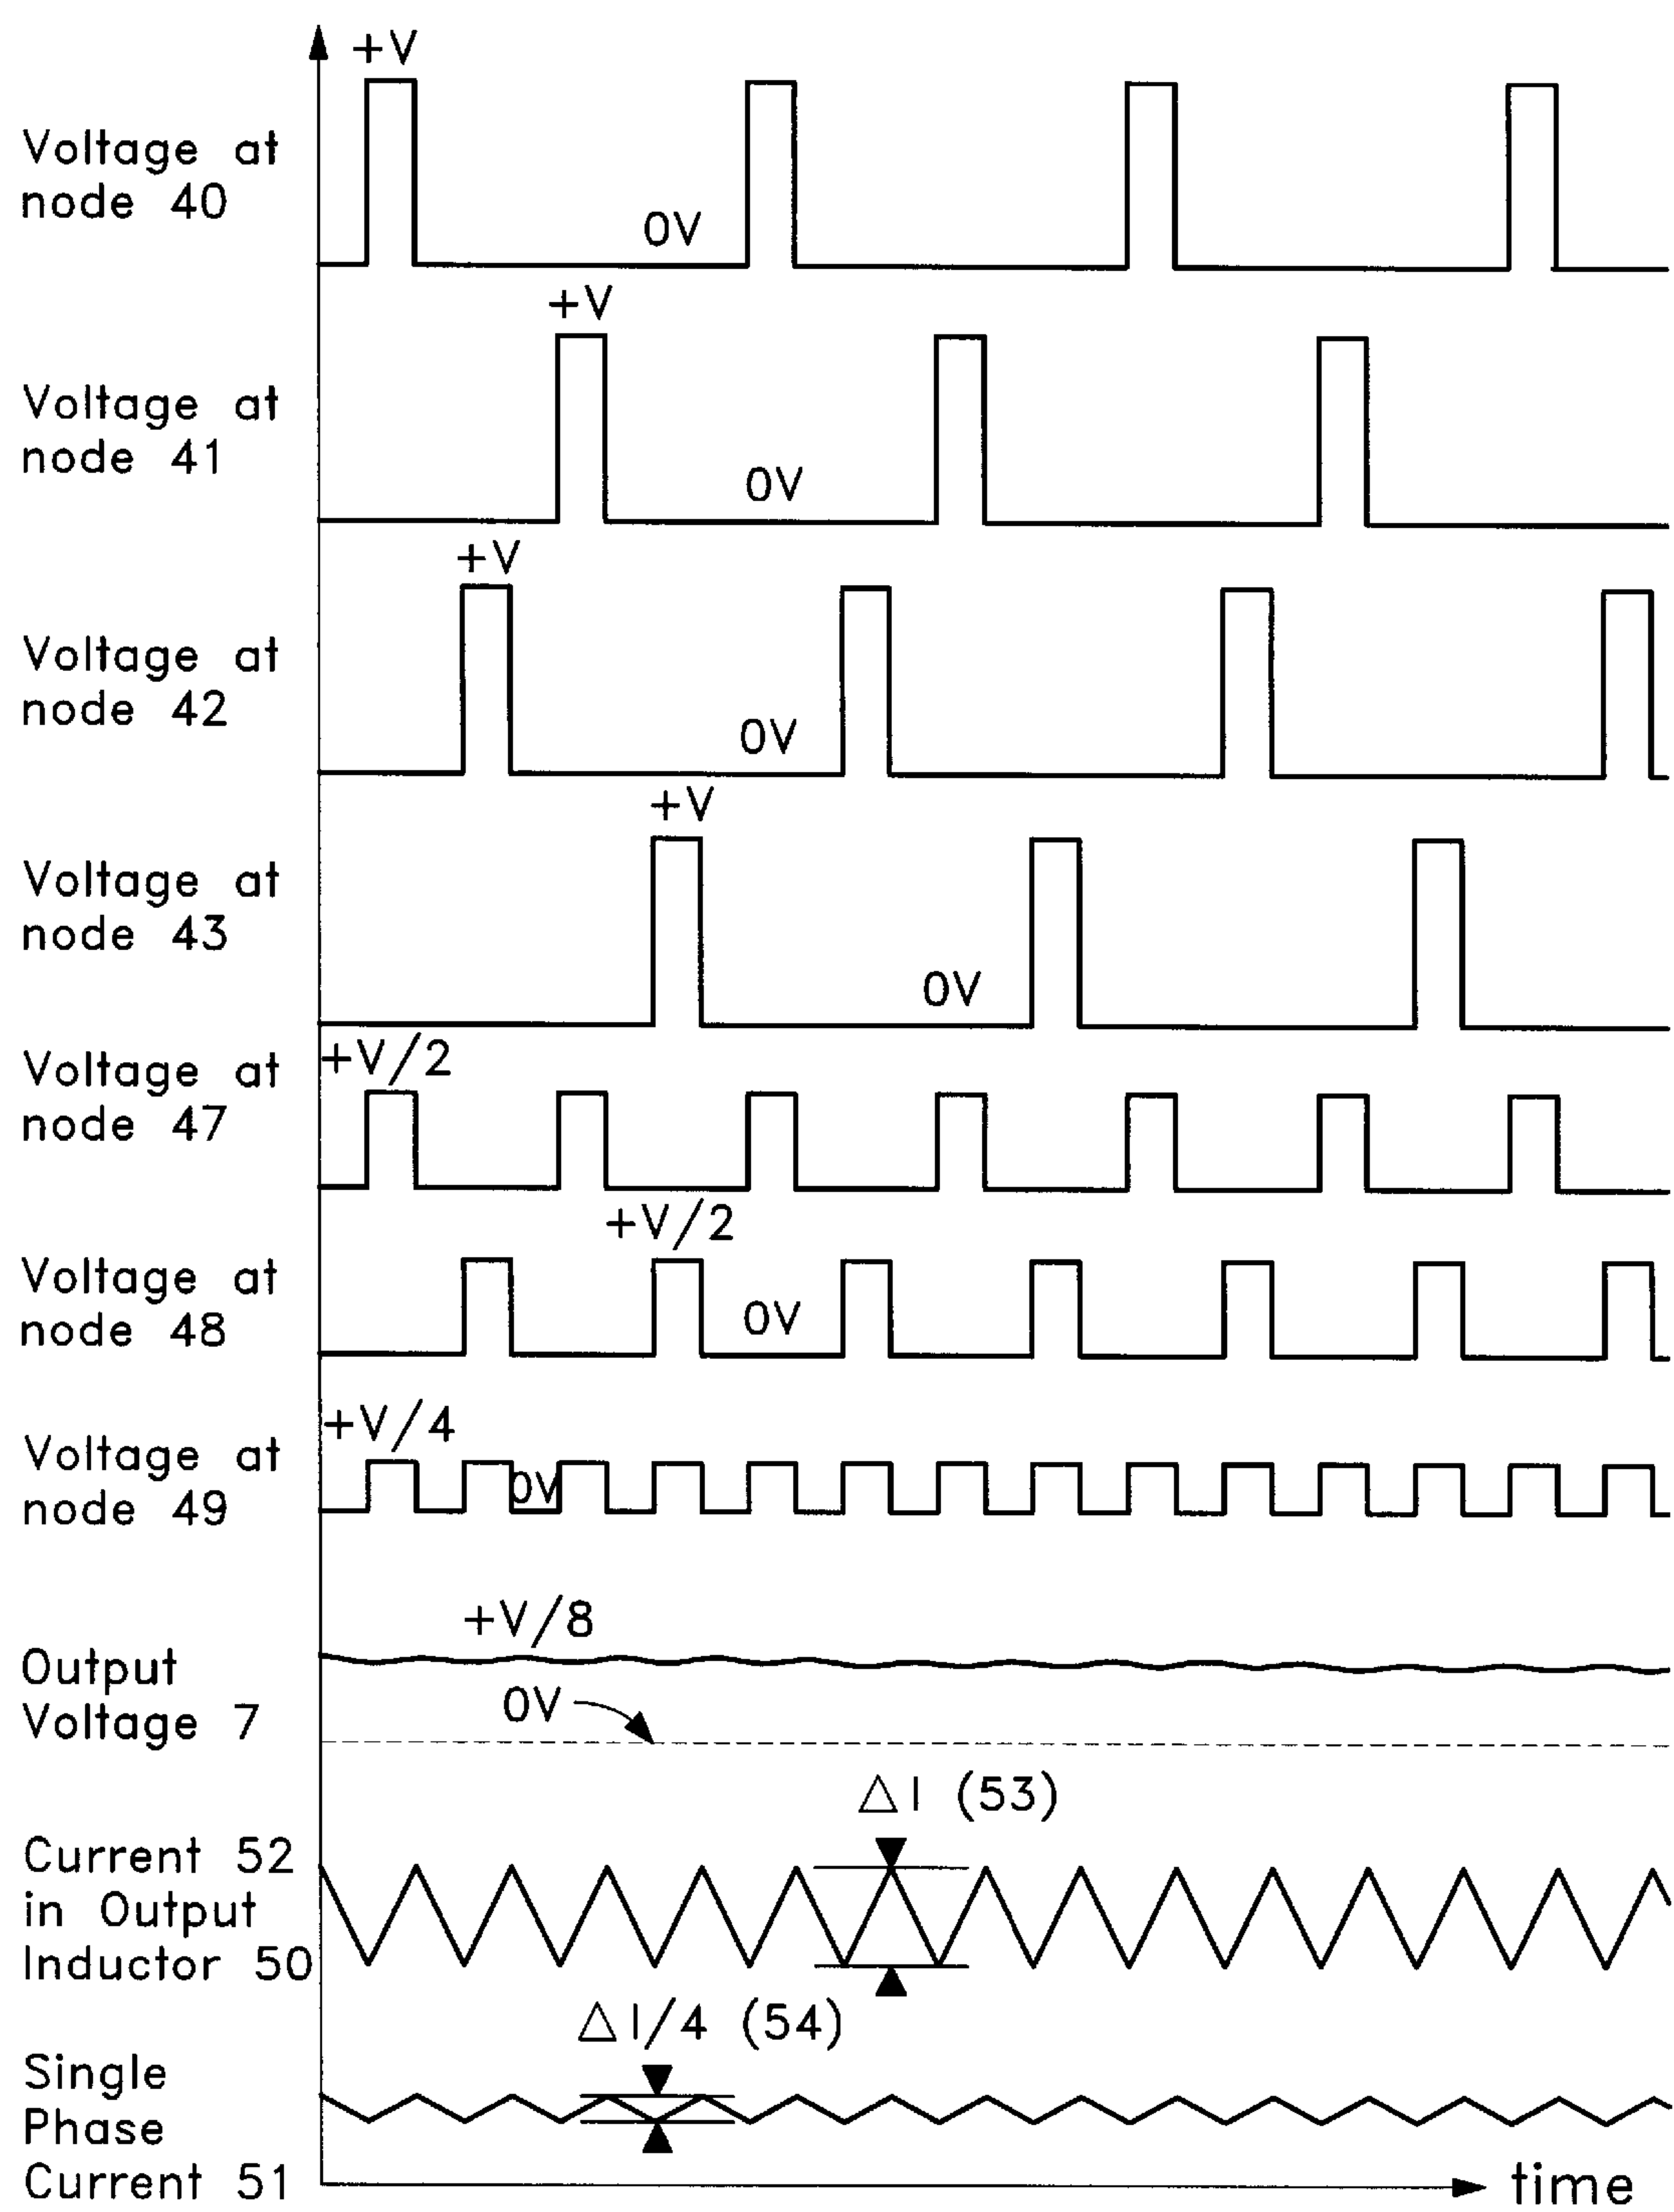 +V
Voltage at
node 40
0V
+V
Voltage at
node 41
0V
+V
Voltage at
node 42
0V
+V
Voltage at
node 43
0V
+V/2
Voltage at
node 47
+V/2
Voltage at
node 48
0V
+V/4
Voltage at
node 49
0V
+V/8
Output
Voltage 7
0V
△I (53)
Current 52
in Output
Inductor 50
△I/4 (54)
Single
Phase
Current 51
time